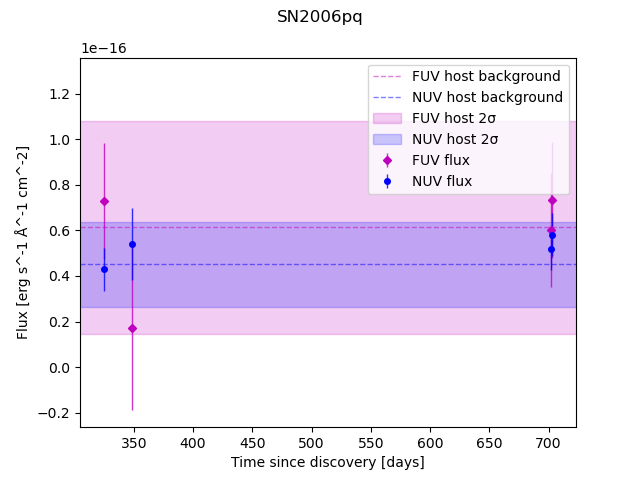 SN2006pq
1e−16
FUV host background
NUV host background
FUV host 2σ
NUV host 2σ
FUV flux
NUV flux
1.2
1.0
0.8
0.6
0.4
0.2
0.0
−0.2
Flux [erg s^-1 Å^-1 cm^-2]
350 400 450 500 550 600 650 700
Time since discovery [days]